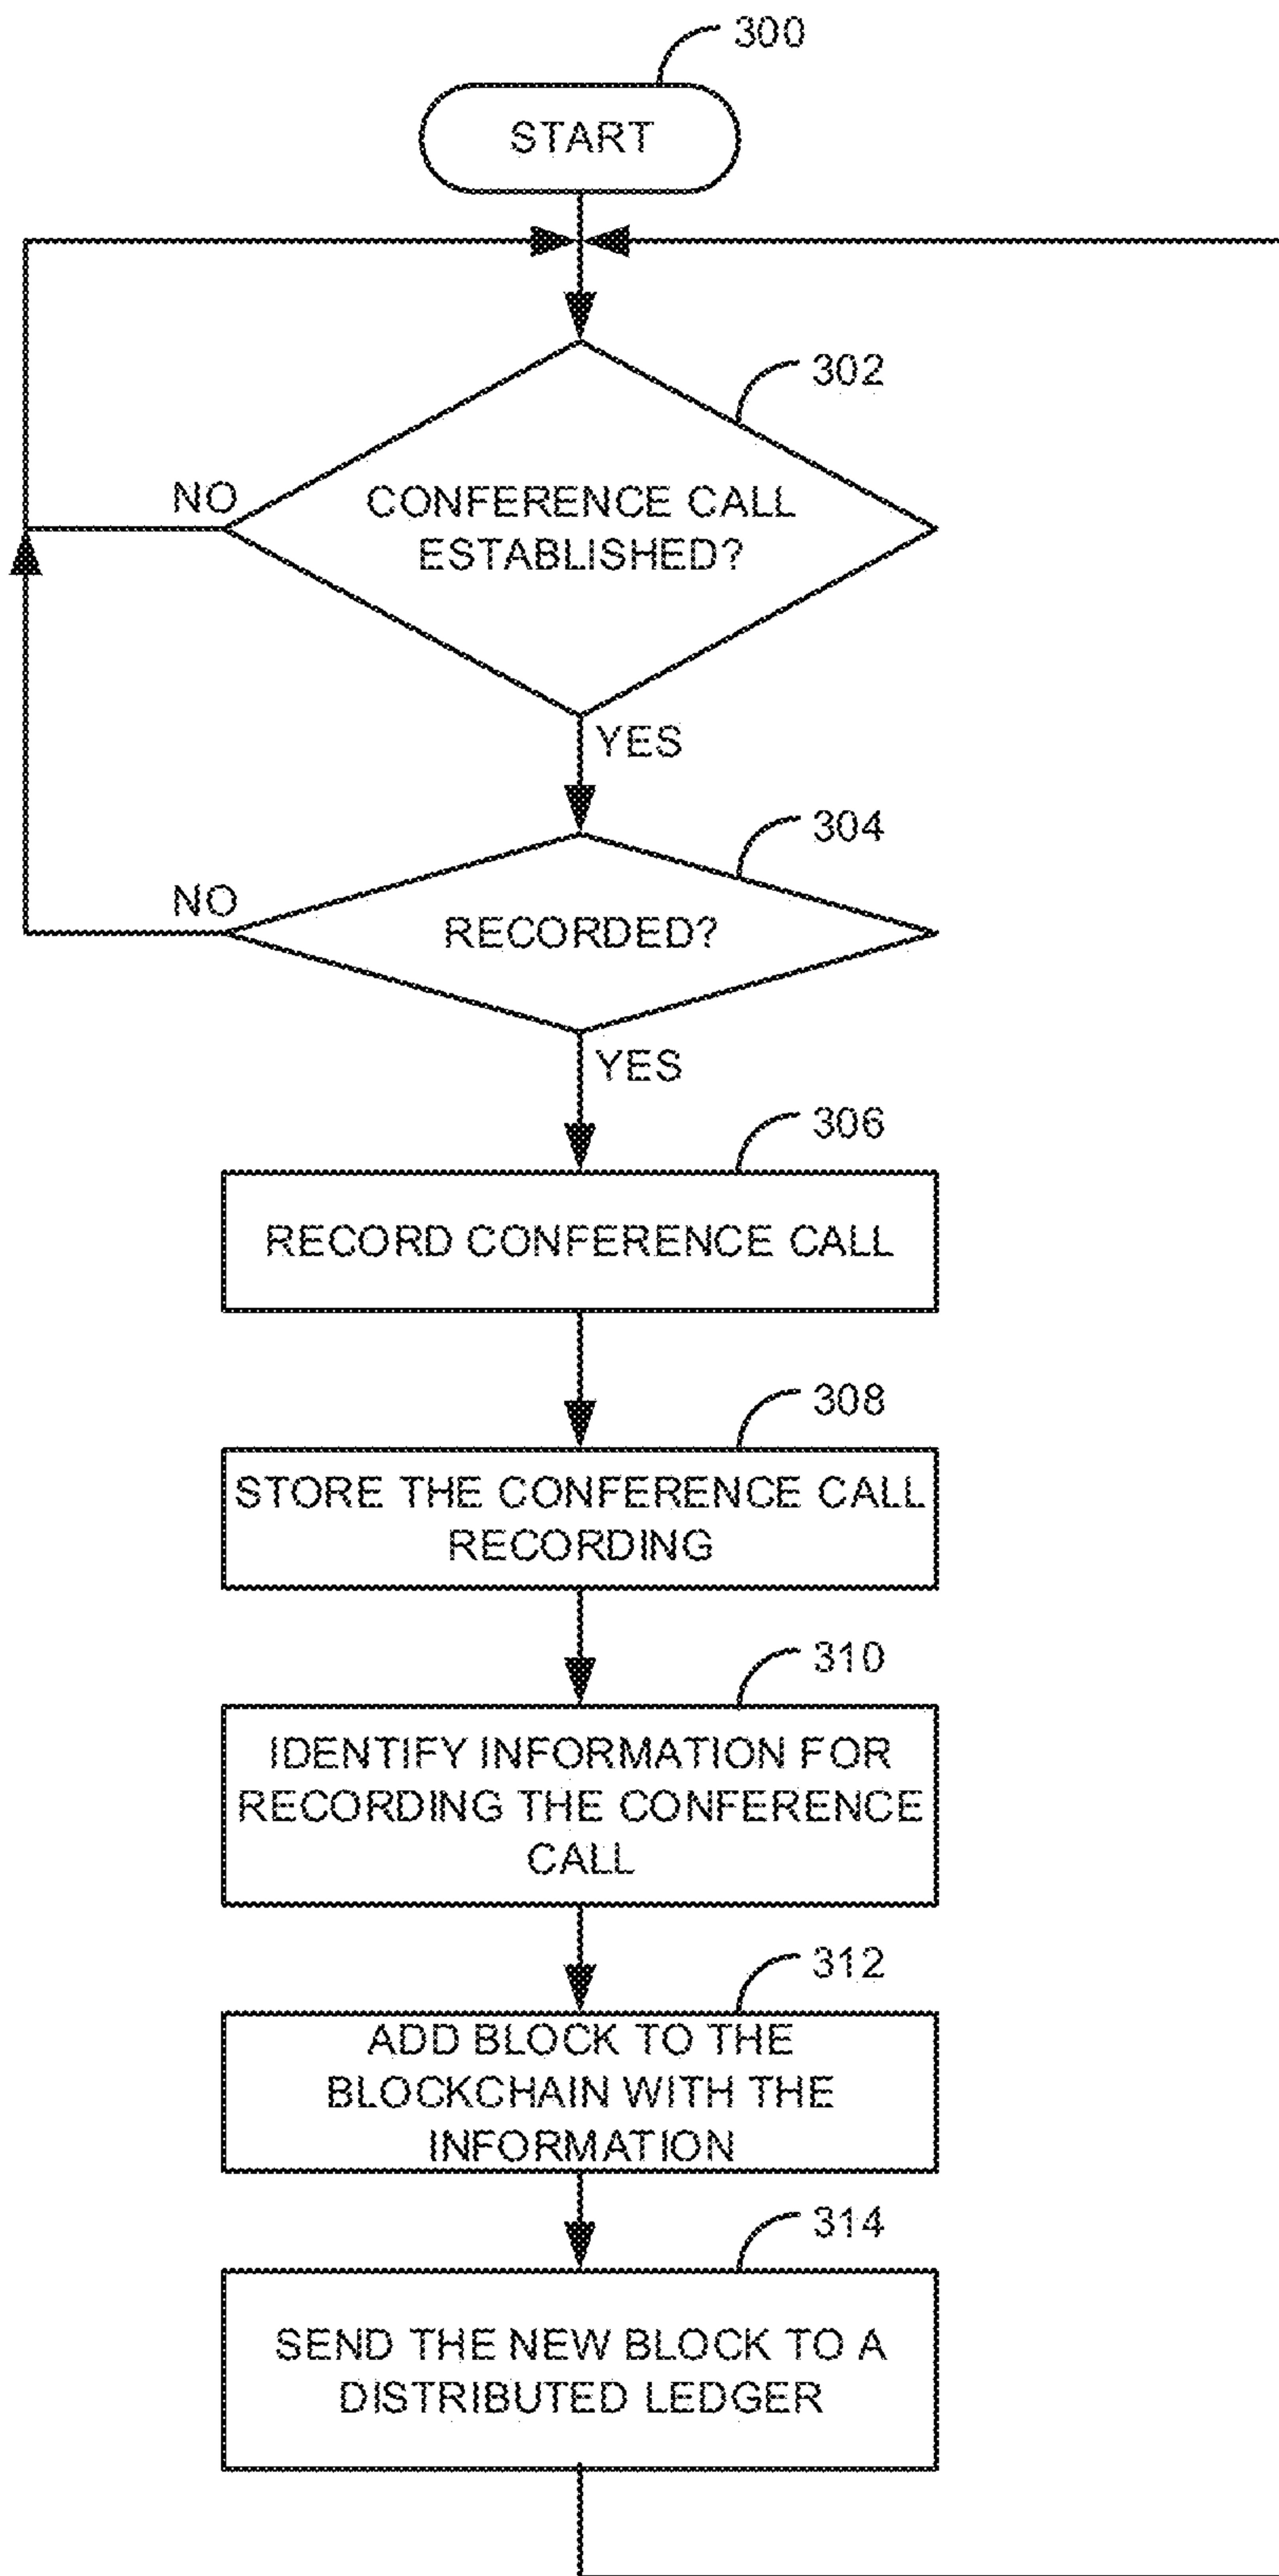 300
START
302
NO
CONFERENCE CALL
ESTABLISHED?
YES
304
NO
RECORDED?
YES
306
RECORD CONFERENCE CALL
308
STORE THE CONFERENCE CALL
RECORDING
310
IDENTIFY INFORMATION FOR
RECORDING THE CONFERENCE
CALL
312
ADD BLOCK TO THE
BLOCKCHAIN WITH THE
INFORMATION
314
SEND THE NEW BLOCK TO A
DISTRIBUTED LEDGER